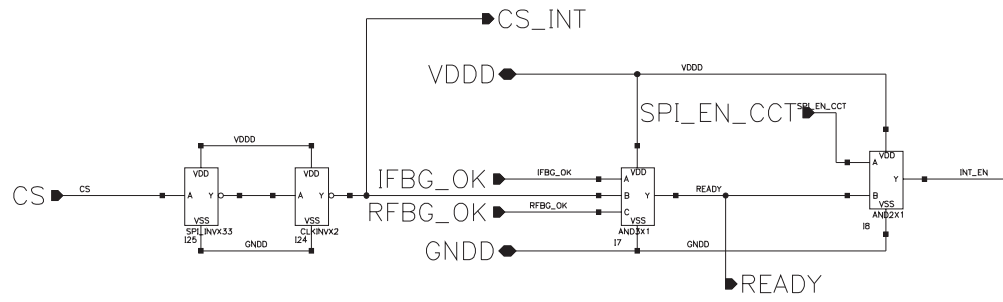 CS_INT
VDDD
VDDD
SPI_EN_CCT
SPI_EN_CCT
VDDD
VDD
A
Y
B
VSS
AND2X1
I8
INT_EN
CS
CS
VDD
A
Y
VSS
SPI_INVX33
I25
VDD
A
Y
VSS
CLKINVX2
I24
GNDD
IFBG_OK
IFBG_OK
RFBG_OK
RFBG_OK
VDD
A
B
Y
C
VSS
AND3X1
I7
READY
GNDD
GNDD
READY